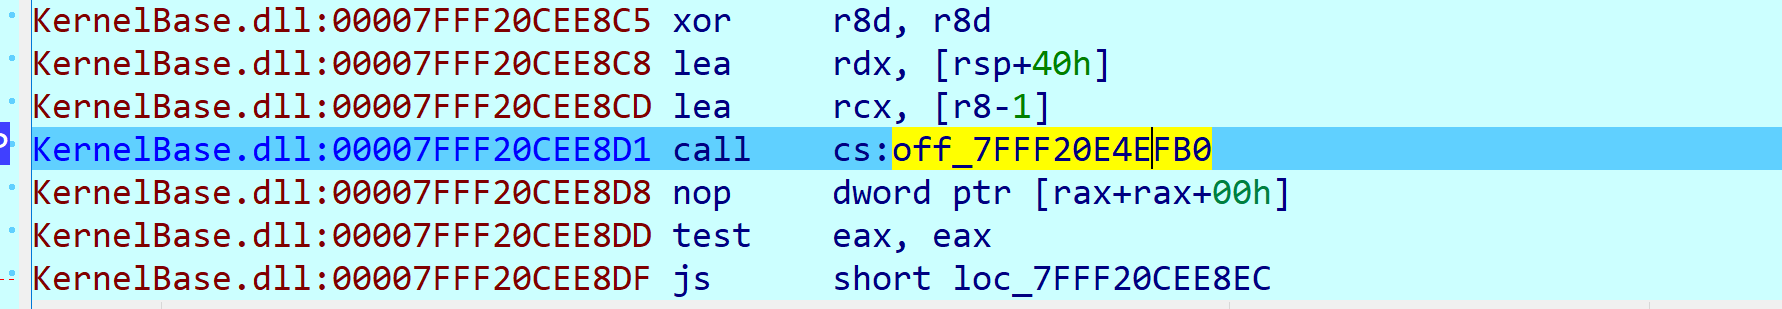 KernelBase.dll:00007FFF20CEE8C5 xor r8d, r8d
KernelBase.dll:00007FFF20CEE8C8 lea rdx, [rsp+40h]
KernelBase.dll:00007FFF20CEE8CD lea rcx, [r8-1]
KernelBase.dll:00007FFF20CEE8D1 call cs:off_7FFF20E4EFB0
KernelBase.dll:00007FFF20CEE8D8 nop dword ptr [rax+rax+00h]
KernelBase.dll:00007FFF20CEE8DD test eax, eax
KernelBase.dll:00007FFF20CEE8DF js short loc_7FFF20CEE8EC